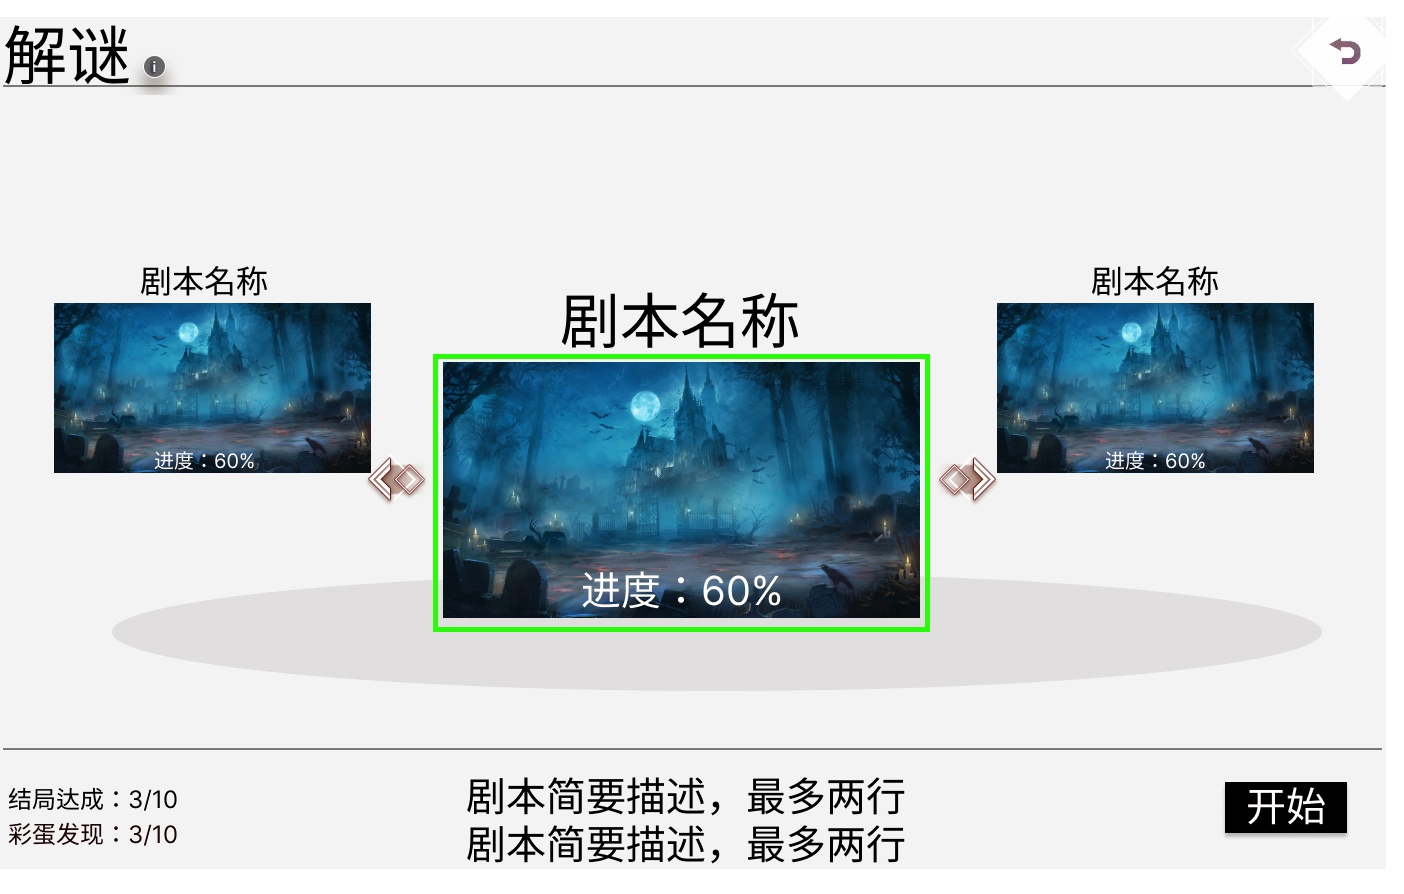 解谜
i
剧本名称
剧本名称
剧本名称
进度：60%
进度：60%
进度：60%
结局达成：3/10
彩蛋发现：3/10
剧本简要描述，最多两行
剧本简要描述，最多两行
开始